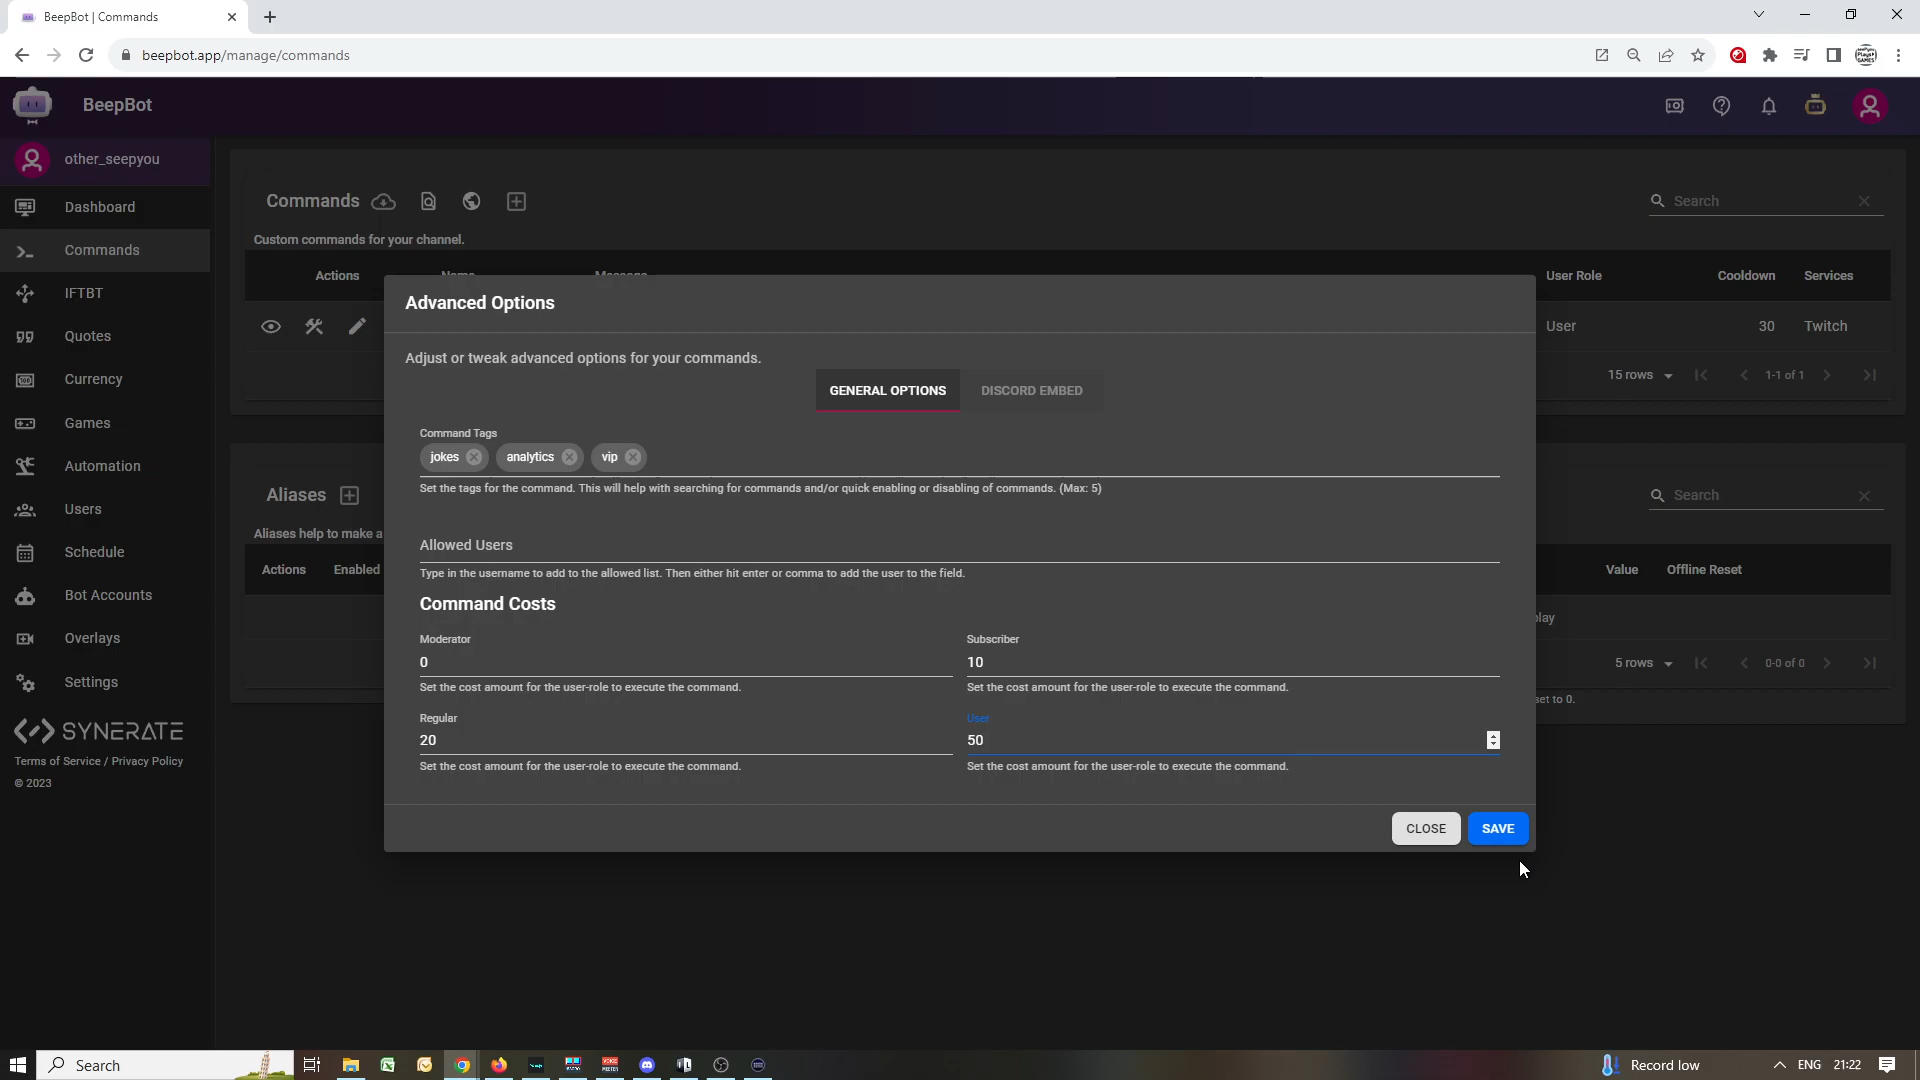 BeepBot | Commands
beepbot.app/manage/commands
BeepBot
other_seepyou
Dashboard
Commands
IFTBT
Quotes
Currency
Games
Automation
Users
Schedule
Bot Accounts
Overlays
Settings
SYNERATE
Terms of Service / Privacy Policy
© 2023
Commands
Search
Custom commands for your channel.
Actions
User Role Cooldown Services
User 30 Twitch
15 rows 1-1 of 1
Aliases
Search
Aliases help to make a
Actions Enabled Value Offline Reset
play
5 rows 0-0 of 0
set to 0.
Advanced Options
Adjust or tweak advanced options for your commands.
GENERAL OPTIONS DISCORD EMBED
Command Tags
jokes analytics vip
Set the tags for the command. This will help with searching for commands and/or quick enabling or disabling of commands. (Max: 5)
Allowed Users
Type in the username to add to the allowed list. Then either hit enter or comma to add the user to the field.
Command Costs
Moderator Subscriber
0 10
Set the cost amount for the user-role to execute the command. Set the cost amount for the user-role to execute the command.
Regular User
20 50
Set the cost amount for the user-role to execute the command. Set the cost amount for the user-role to execute the command.
CLOSE SAVE
Search
Record low
ENG 21:22